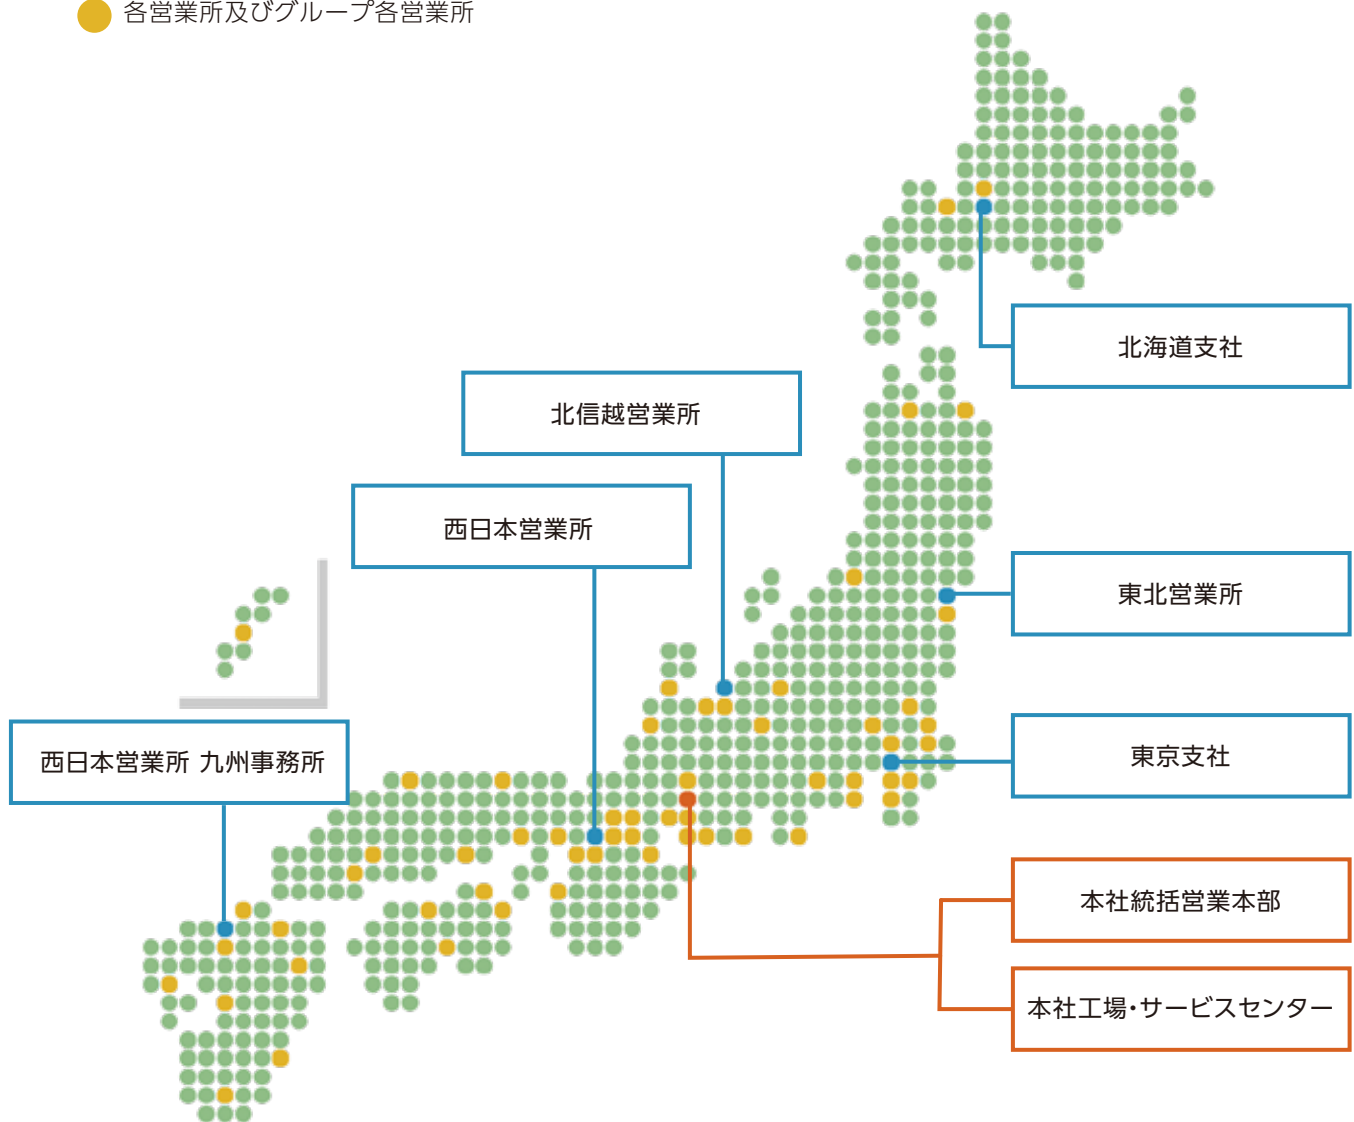 各営業所及びグループ各営業所
北海道支社
北信越営業所
西日本営業所
東北営業所
東京支社
西日本営業所 九州事務所
本社統括営業本部
本社工場・サービスセンター